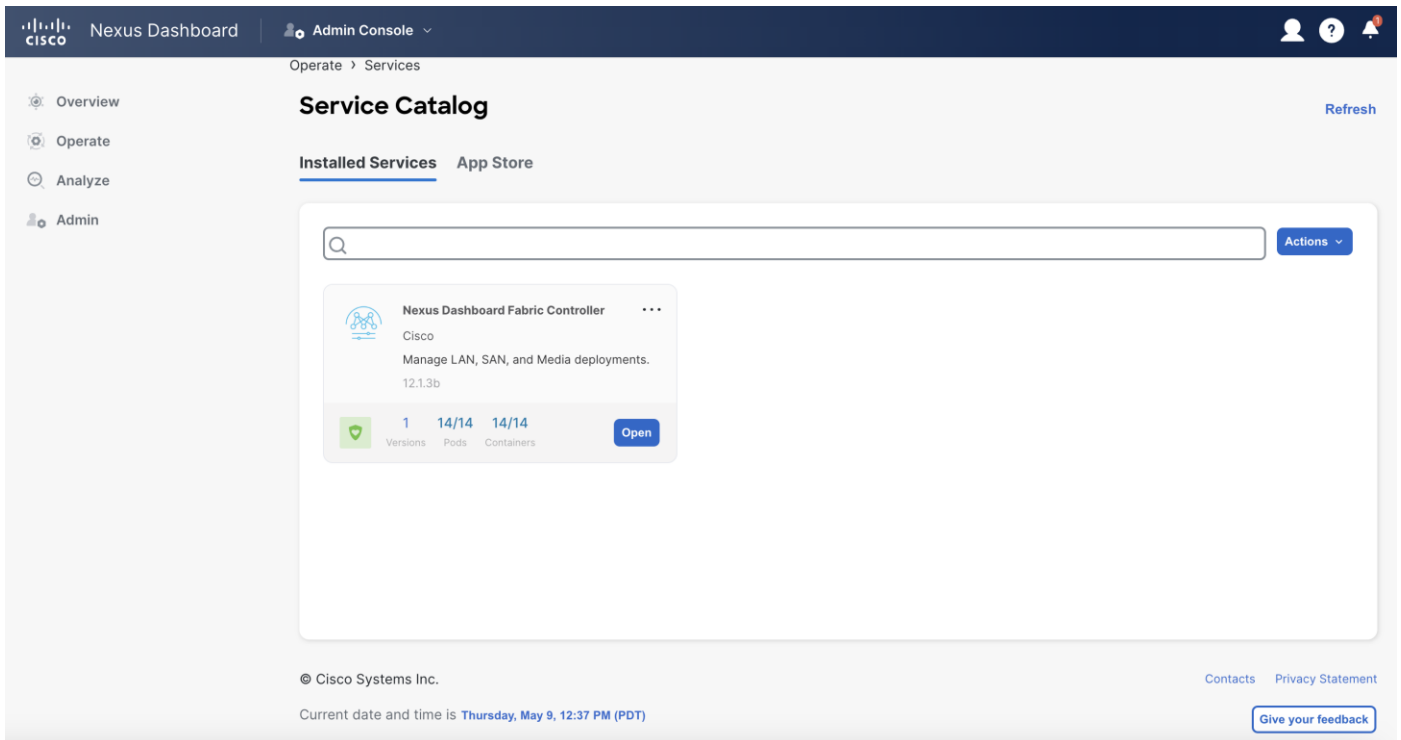 CISCO Nexus Dashboard Admin Console ? 1
Operate › Services
Overview
Operate
Analyze
Admin
Service Catalog
Refresh
Installed Services App Store
Actions
Nexus Dashboard Fabric Controller ...
Cisco
Manage LAN, SAN, and Media deployments.
12.1.3b
1 14/14 14/14
Versions Pods Containers
Open
© Cisco Systems Inc.
Contacts Privacy Statement
Current date and time is Thursday, May 9, 12:37 PM (PDT)
Give your feedback